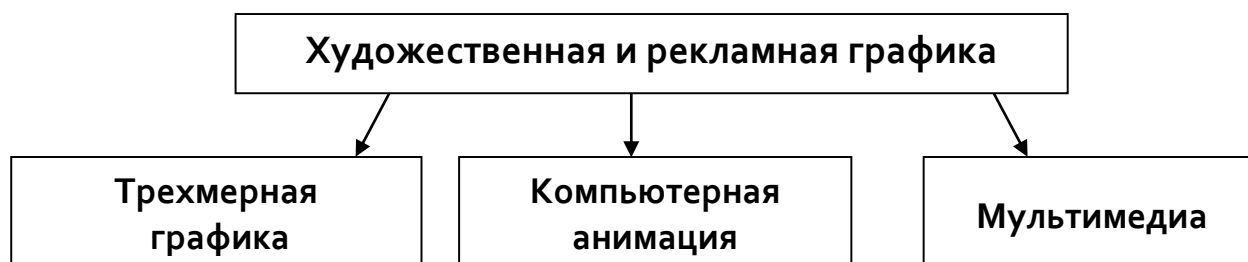 Художественная и рекламная графика
Трехмерная
графика
Компьютерная
анимация
Мультимедиа